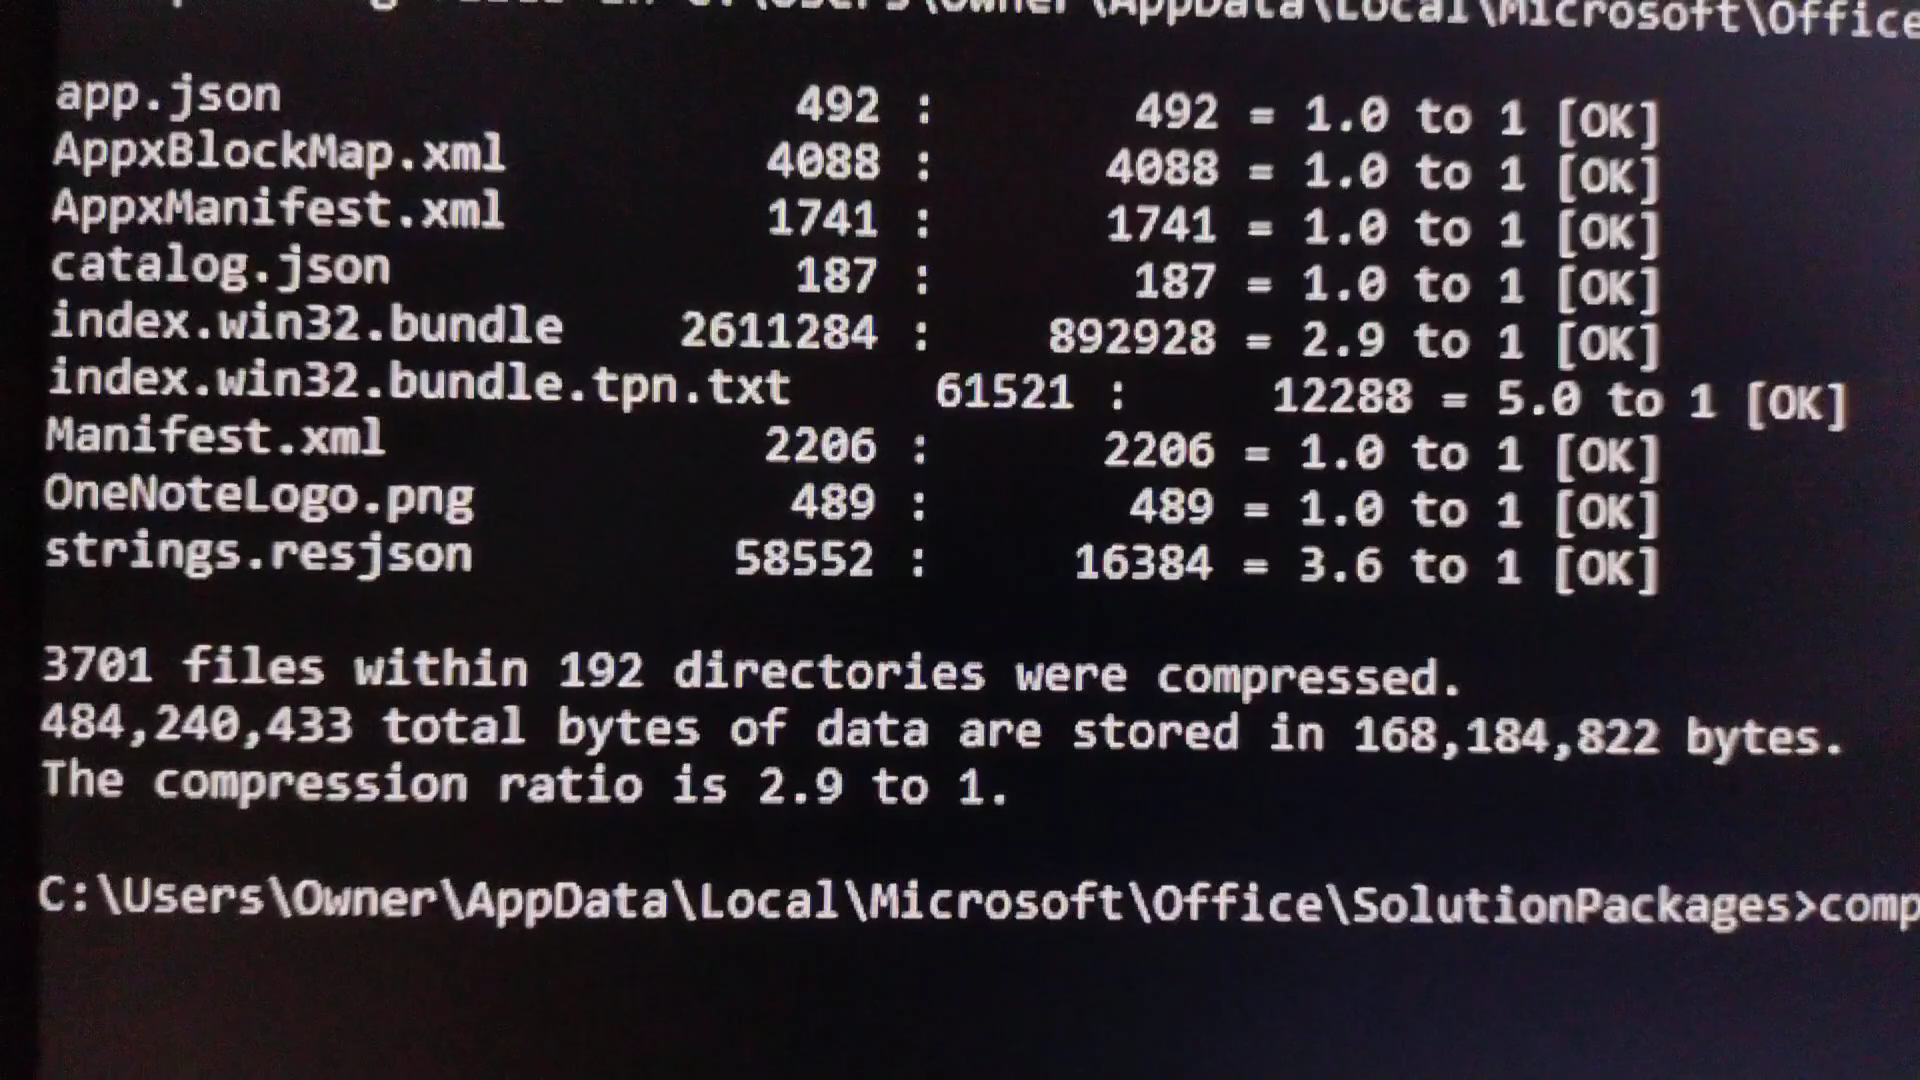 C:\Users\Owner\AppData\Local\Microsoft\Office
app.json 492 : 492 = 1.0 to 1 [OK]
AppxBlockMap.xml 4088 : 4088 = 1.0 to 1 [OK]
AppxManifest.xml 1741 : 1741 = 1.0 to 1 [OK]
catalog.json 187 : 187 = 1.0 to 1 [OK]
index.win32.bundle 2611284 : 892928 = 2.9 to 1 [OK]
index.win32.bundle.tpn.txt 61521 : 12288 = 5.0 to 1 [OK]
Manifest.xml 2206 : 2206 = 1.0 to 1 [OK]
OneNoteLogo.png 489 : 489 = 1.0 to 1 [OK]
strings.resjson 58552 : 16384 = 3.6 to 1 [OK]
3701 files within 192 directories were compressed.
484,240,433 total bytes of data are stored in 168,184,822 bytes.
The compression ratio is 2.9 to 1.
C:\Users\Owner\AppData\Local\Microsoft\Office\SolutionPackages>comp